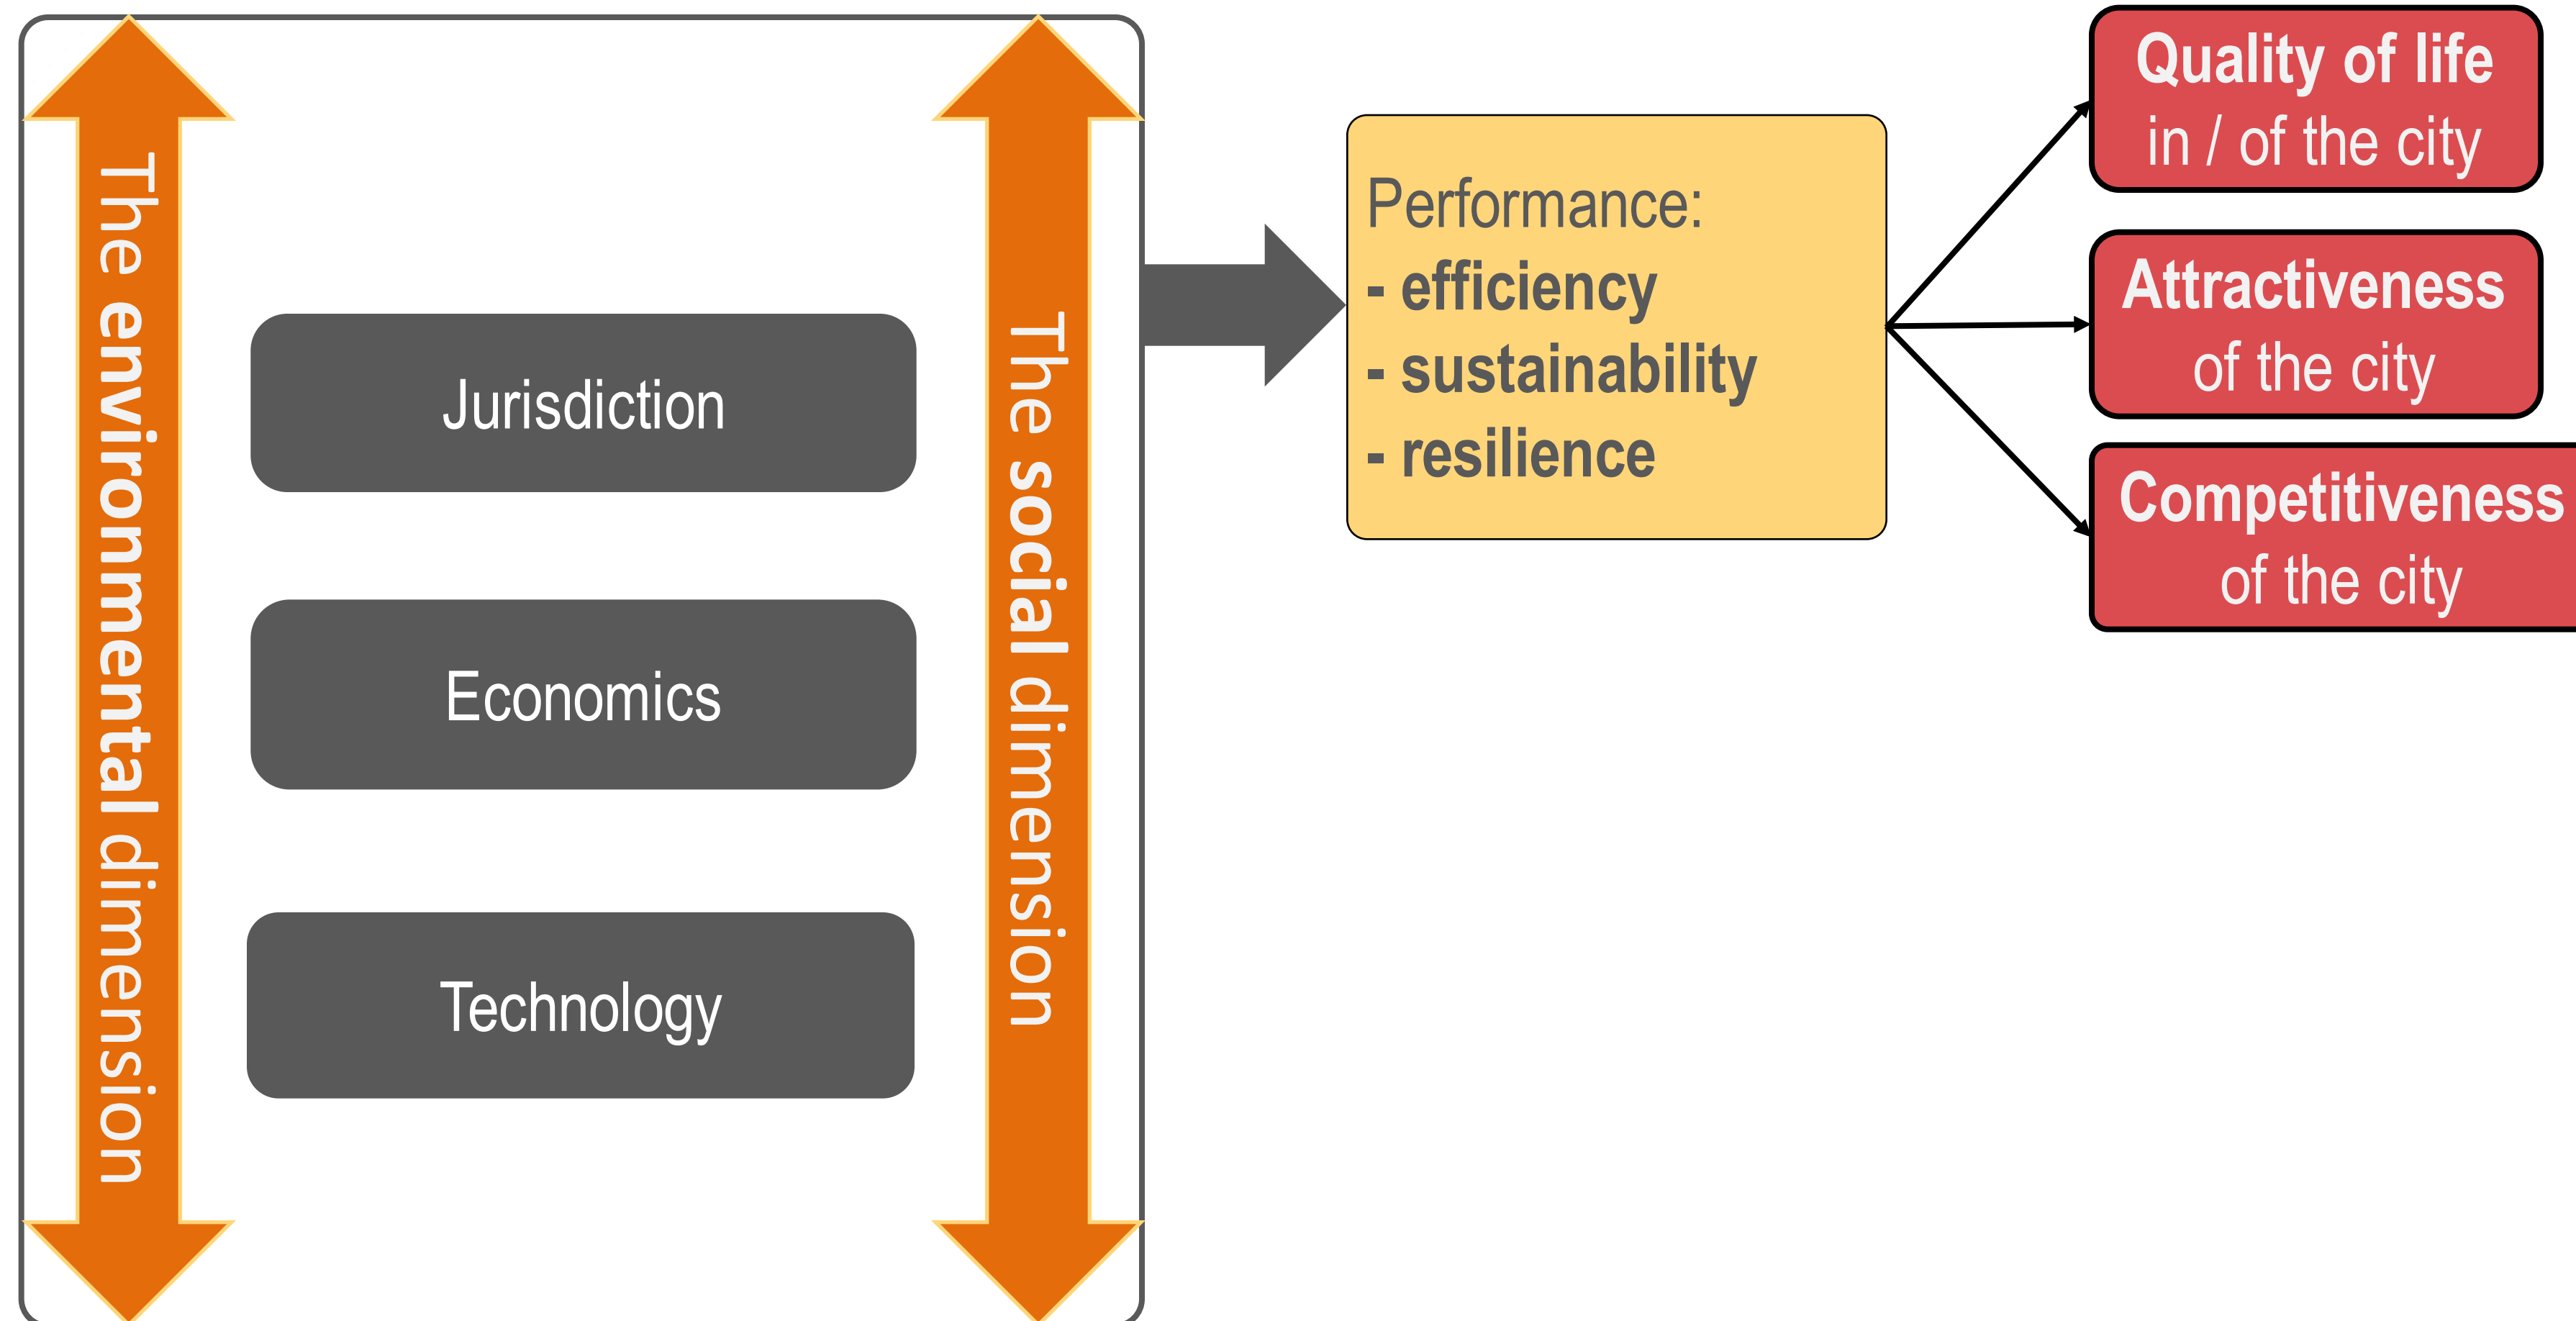 The environmental dimension
Jurisdiction
Economics
Technology
The social dimension
Performance:
- efficiency
- sustainability
- resilience
Quality of life
in / of the city
Attractiveness
of the city
Competitiveness
of the city